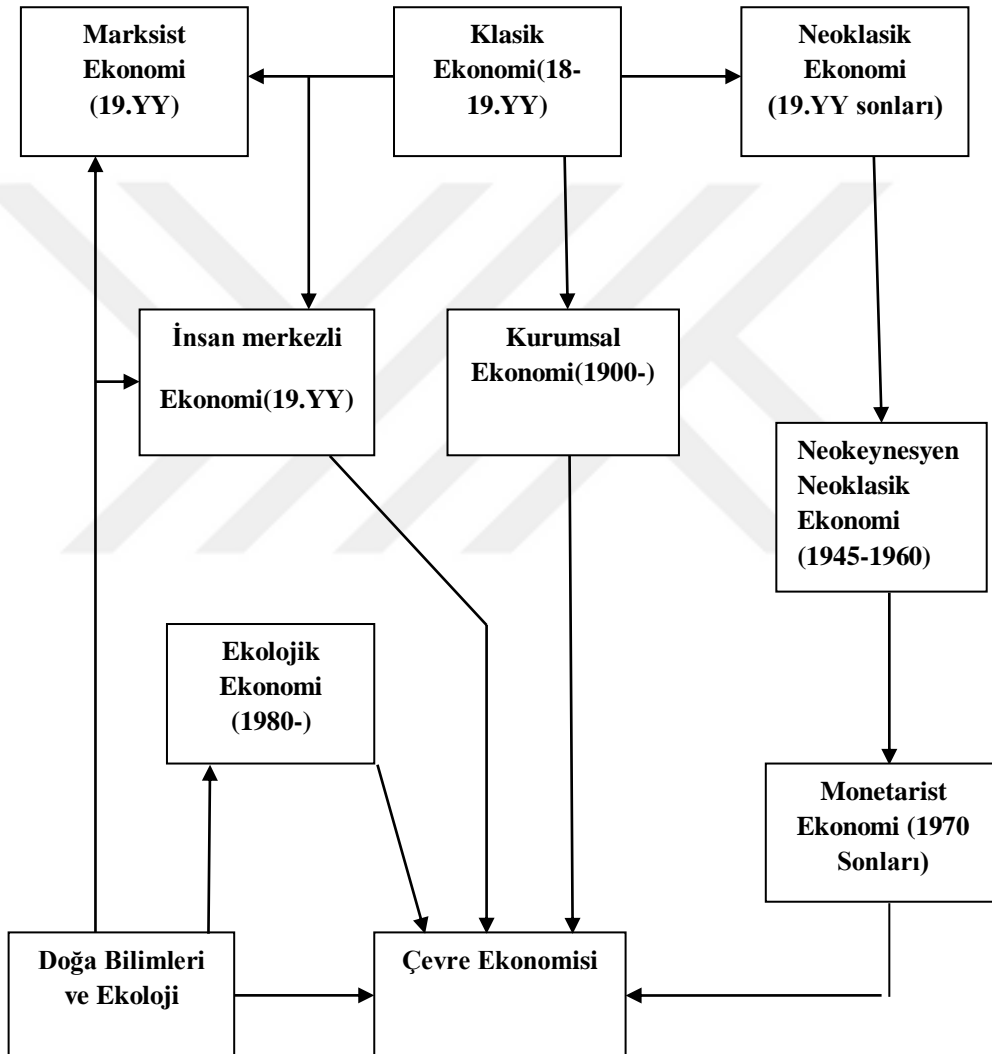 Marksist
Ekonomi
(19.YY)
Klasik
Ekonomi(18-
19.YY)
Neoklasik
Ekonomi
(19.YY sonları)
İnsan merkezli
Ekonomi(19.YY)
Kurumsal
Ekonomi(1900-)
Neokeynesyen
Neoklasik
Ekonomi
(1945-1960)
Ekolojik
Ekonomi
(1980-)
Monetarist
Ekonomi (1970
Sonları)
Doğa Bilimleri
ve Ekoloji
Çevre Ekonomisi